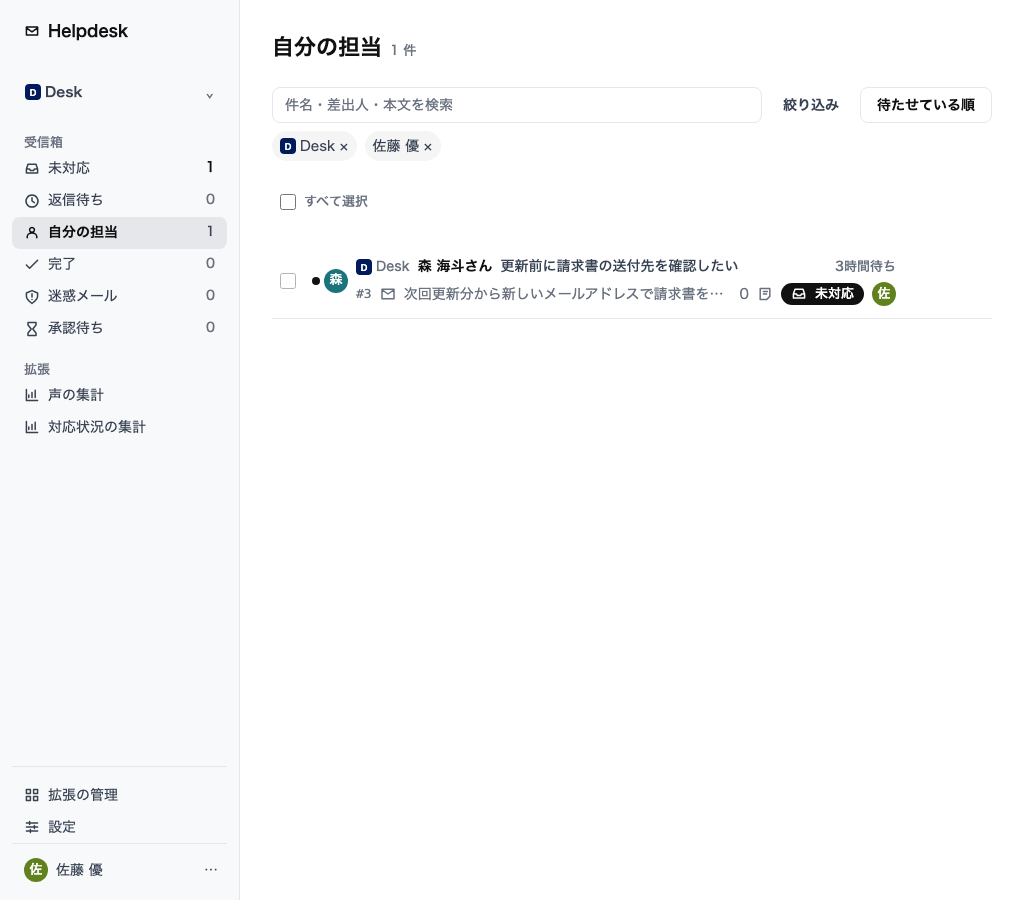 Helpdesk
D Desk
受信箱
未対応 1
返信待ち 0
自分の担当 1
完了 0
迷惑メール 0
承認待ち 0
拡張
声の集計
対応状況の集計
拡張の管理
設定
佐 佐藤 優 …
自分の担当 1 件
件名・差出人・本文を検索 絞り込み 待たせている順
D Desk × 佐藤 優 ×
すべて選択
森 D Desk 森 海斗さん 更新前に請求書の送付先を確認したい 3時間待ち
#3 次回更新分から新しいメールアドレスで請求書を… 0 未対応 佐